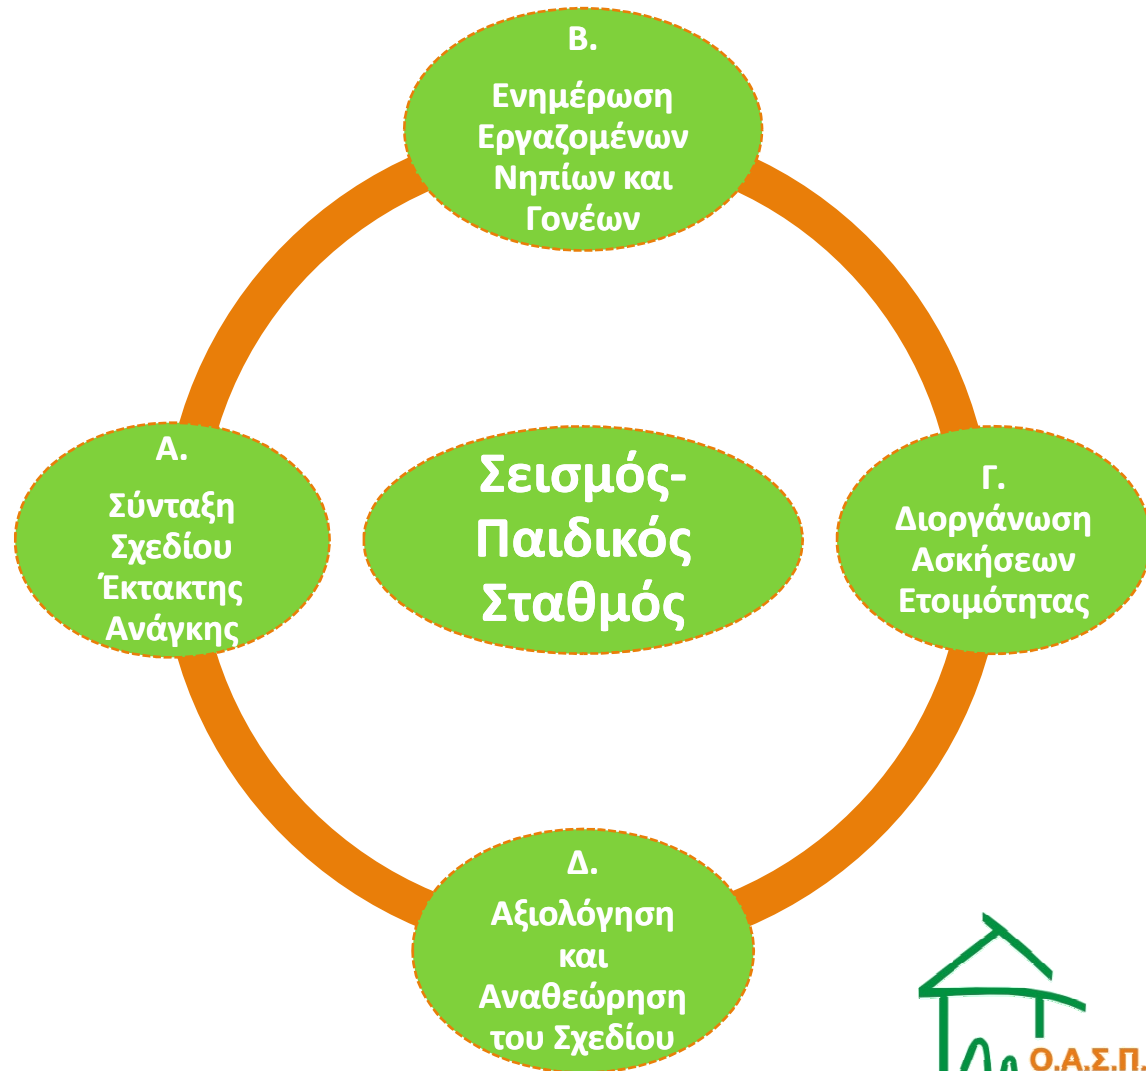 Β.
Ενημέρωση
Εργαζομένων
Νηπίων και
Γονέων
Α.
Σύνταξη
Σχεδίου
Έκτακτης
Ανάγκης
Σεισμός-
Παιδικός
Σταθμός
Γ.
Διοργάνωση
Ασκήσεων
Ετοιμότητας
Δ.
Αξιολόγηση
και
Αναθεώρηση
του Σχεδίου
Ο.Α.Σ.Π.